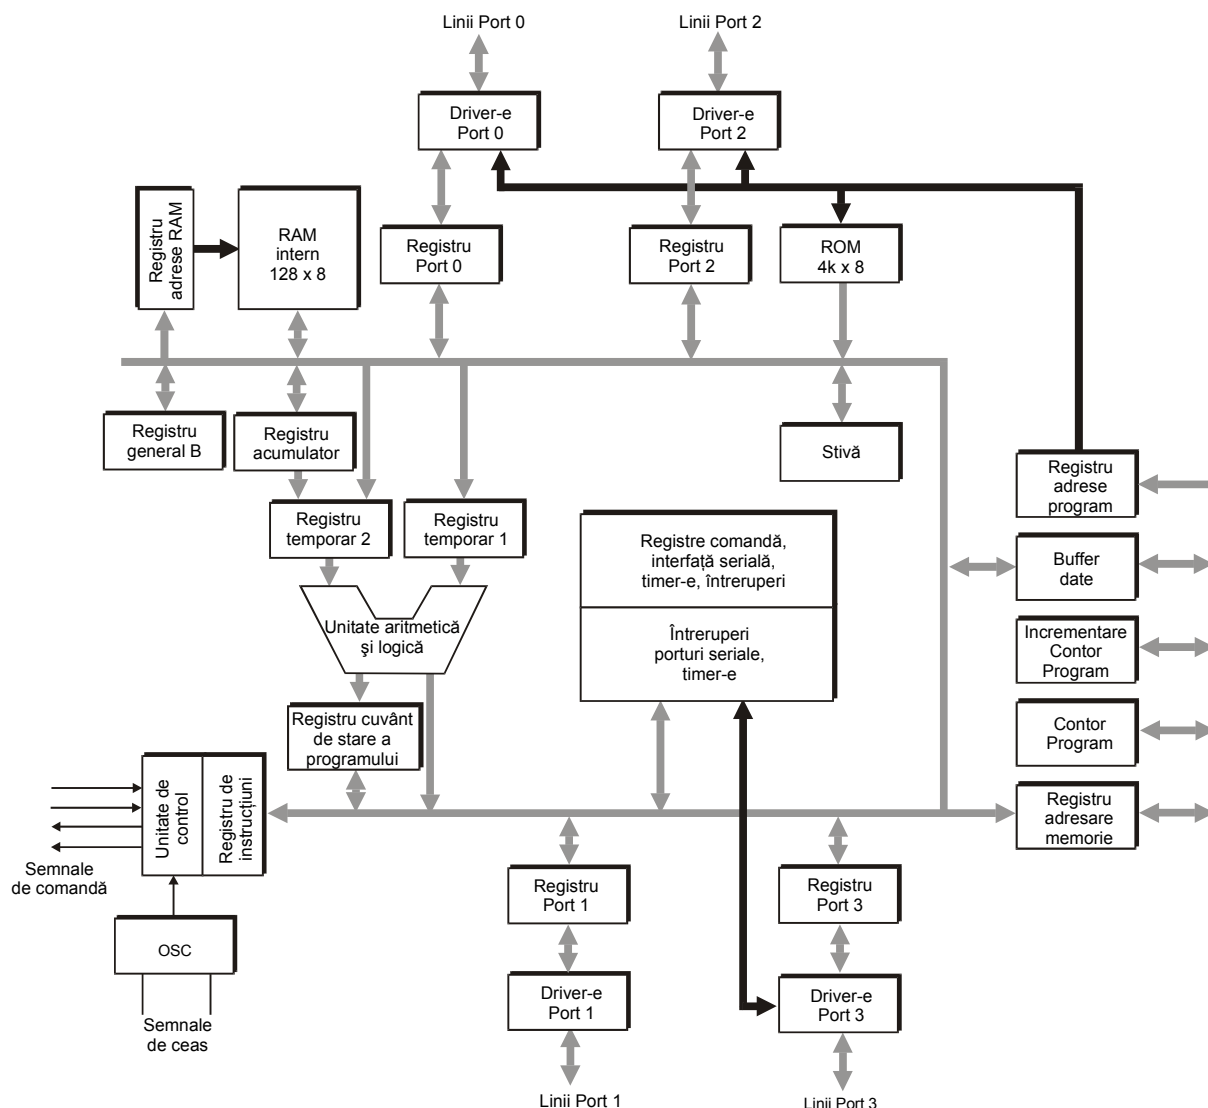 Linii Port 0
Linii Port 2
Driver-e
Port 0
Driver-e
Port 2
Registru
adrese RAM
RAM
intern
128 x 8
Registru
Port 0
Registru
Port 2
ROM
4k x 8
Registru
general B
Registru
acumulator
Stivă
Registru
adrese
program
Registru
temporar 2
Registru
temporar 1
Registre comandă,
interfață serială,
timer-e, întreruperi
Buffer
date
Unitate aritmetică
şi logică
Întreruperi
porturi seriale,
timer-e
Incrementare
Contor
Program
Registru cuvânt
de stare a
programului
Contor
Program
Unitate de
control
Registru de
instrucțiuni
Registru
adresare
memorie
Semnale
de comandă
Registru
Port 1
Registru
Port 3
OSC
Driver-e
Port 1
Driver-e
Port 3
Semnale
de ceas
Linii Port 1
Linii Port 3